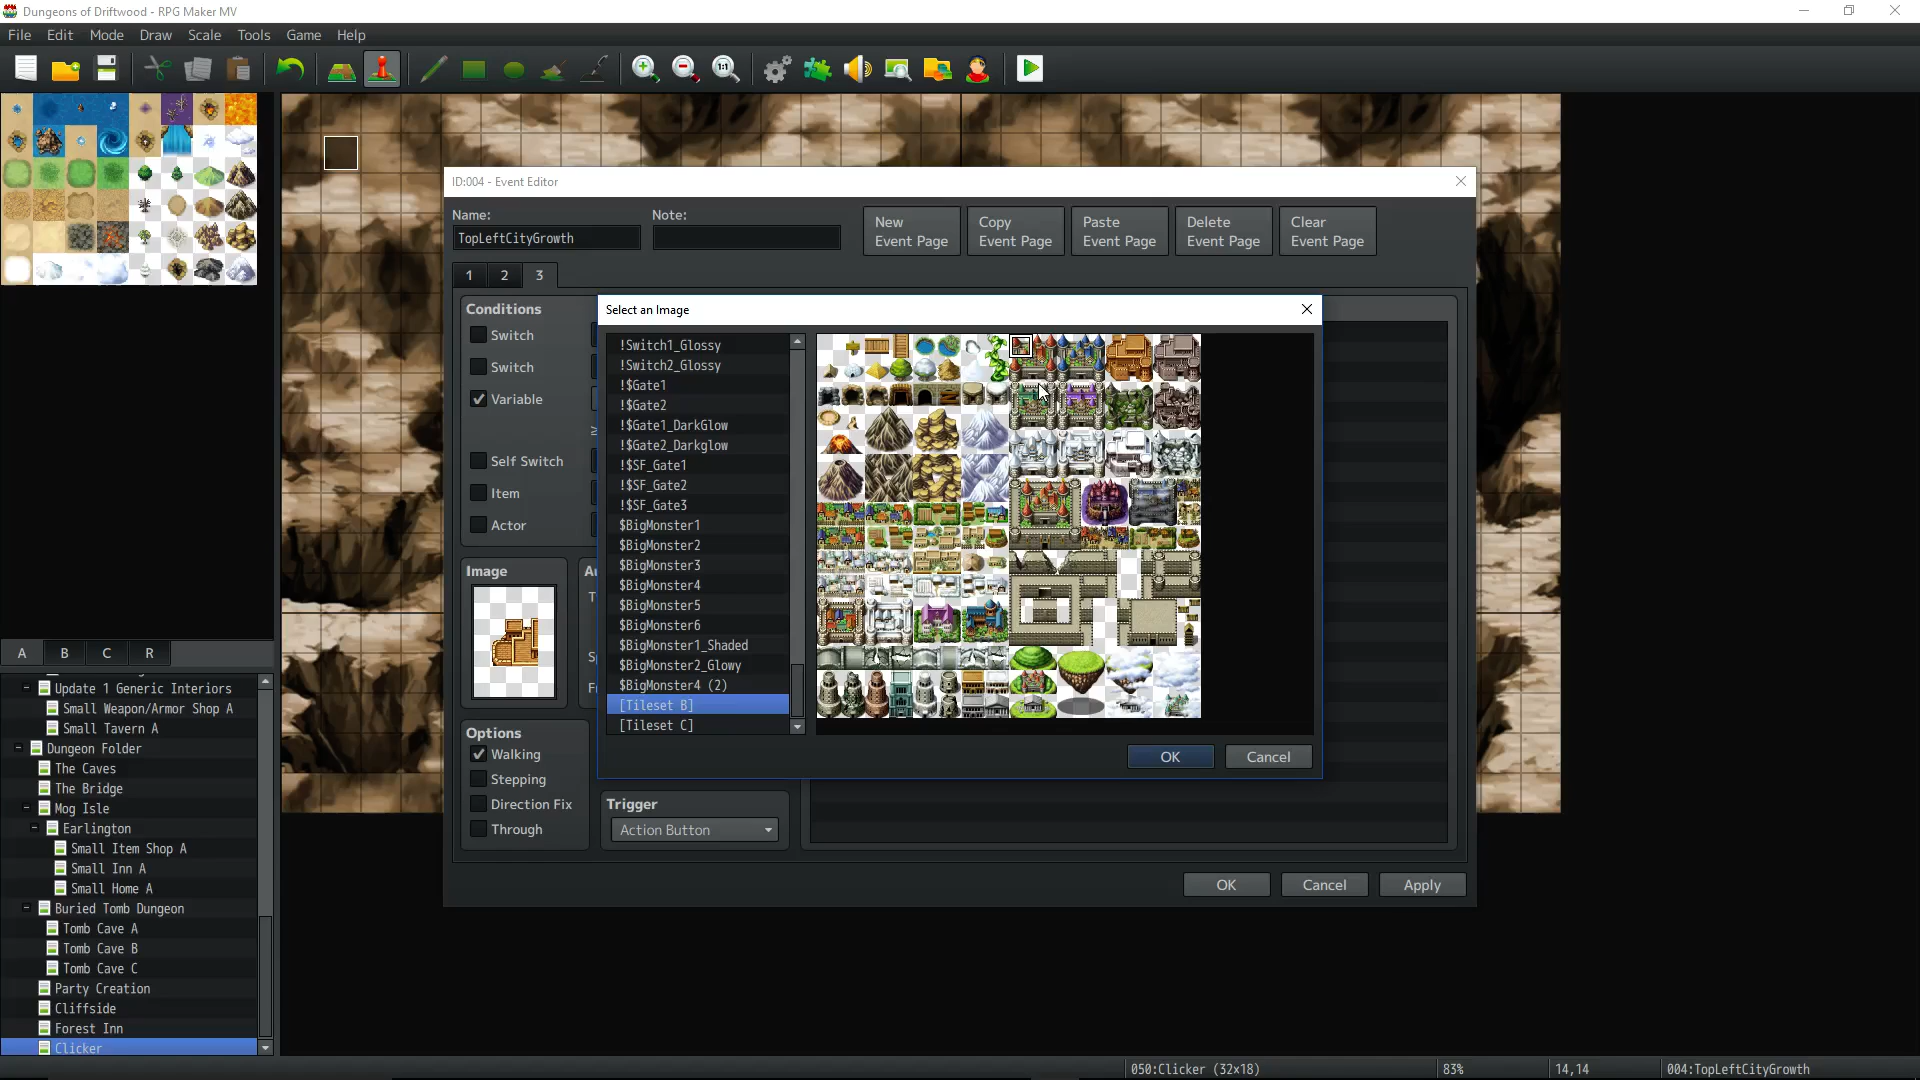 Dungeons of Driftwood - RPG Maker MV
File Edit Mode Draw Scale Tools Game Help
1:1
ID:004 - Event Editor
Name:
TopLeftCityGrowth
Note:
New Event Page
Copy Event Page
Paste Event Page
Delete Event Page
Clear Event Page
1 2 3
Conditions
Switch
Switch
Variable
≥
Self Switch
Item
Actor
Image
Au
T
Sp
Fr
Options
Walking
Stepping
Direction Fix
Through
Trigger
Action Button
OK Cancel Apply
Select an Image
!Switch1_Glossy
!Switch2_Glossy
!$Gate1
!$Gate2
!$Gate1_DarkGlow
!$Gate2_Darkglow
!$SF_Gate1
!$SF_Gate2
!$SF_Gate3
$BigMonster1
$BigMonster2
$BigMonster3
$BigMonster4
$BigMonster5
$BigMonster6
$BigMonster1_Shaded
$BigMonster2_Glowy
$BigMonster4 (2)
[Tileset B]
[Tileset C]
OK Cancel
A B C R
Update 1 Generic Interiors
Small Weapon/Armor Shop A
Small Tavern A
Dungeon Folder
The Caves
The Bridge
Mog Isle
Earlington
Small Item Shop A
Small Inn A
Small Home A
Buried Tomb Dungeon
Tomb Cave A
Tomb Cave B
Tomb Cave C
Party Creation
Cliffside
Forest Inn
Clicker
050:Clicker (32×18) 83% 14,14 004:TopLeftCityGrowth